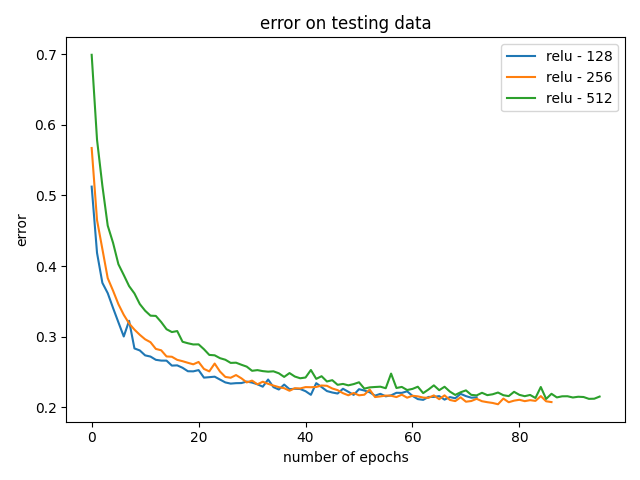 error on testing data
relu - 128
relu - 256
relu - 512
error
0.7
0.6
0.5
0.4
0.3
0.2
0
20
40
60
80
number of epochs